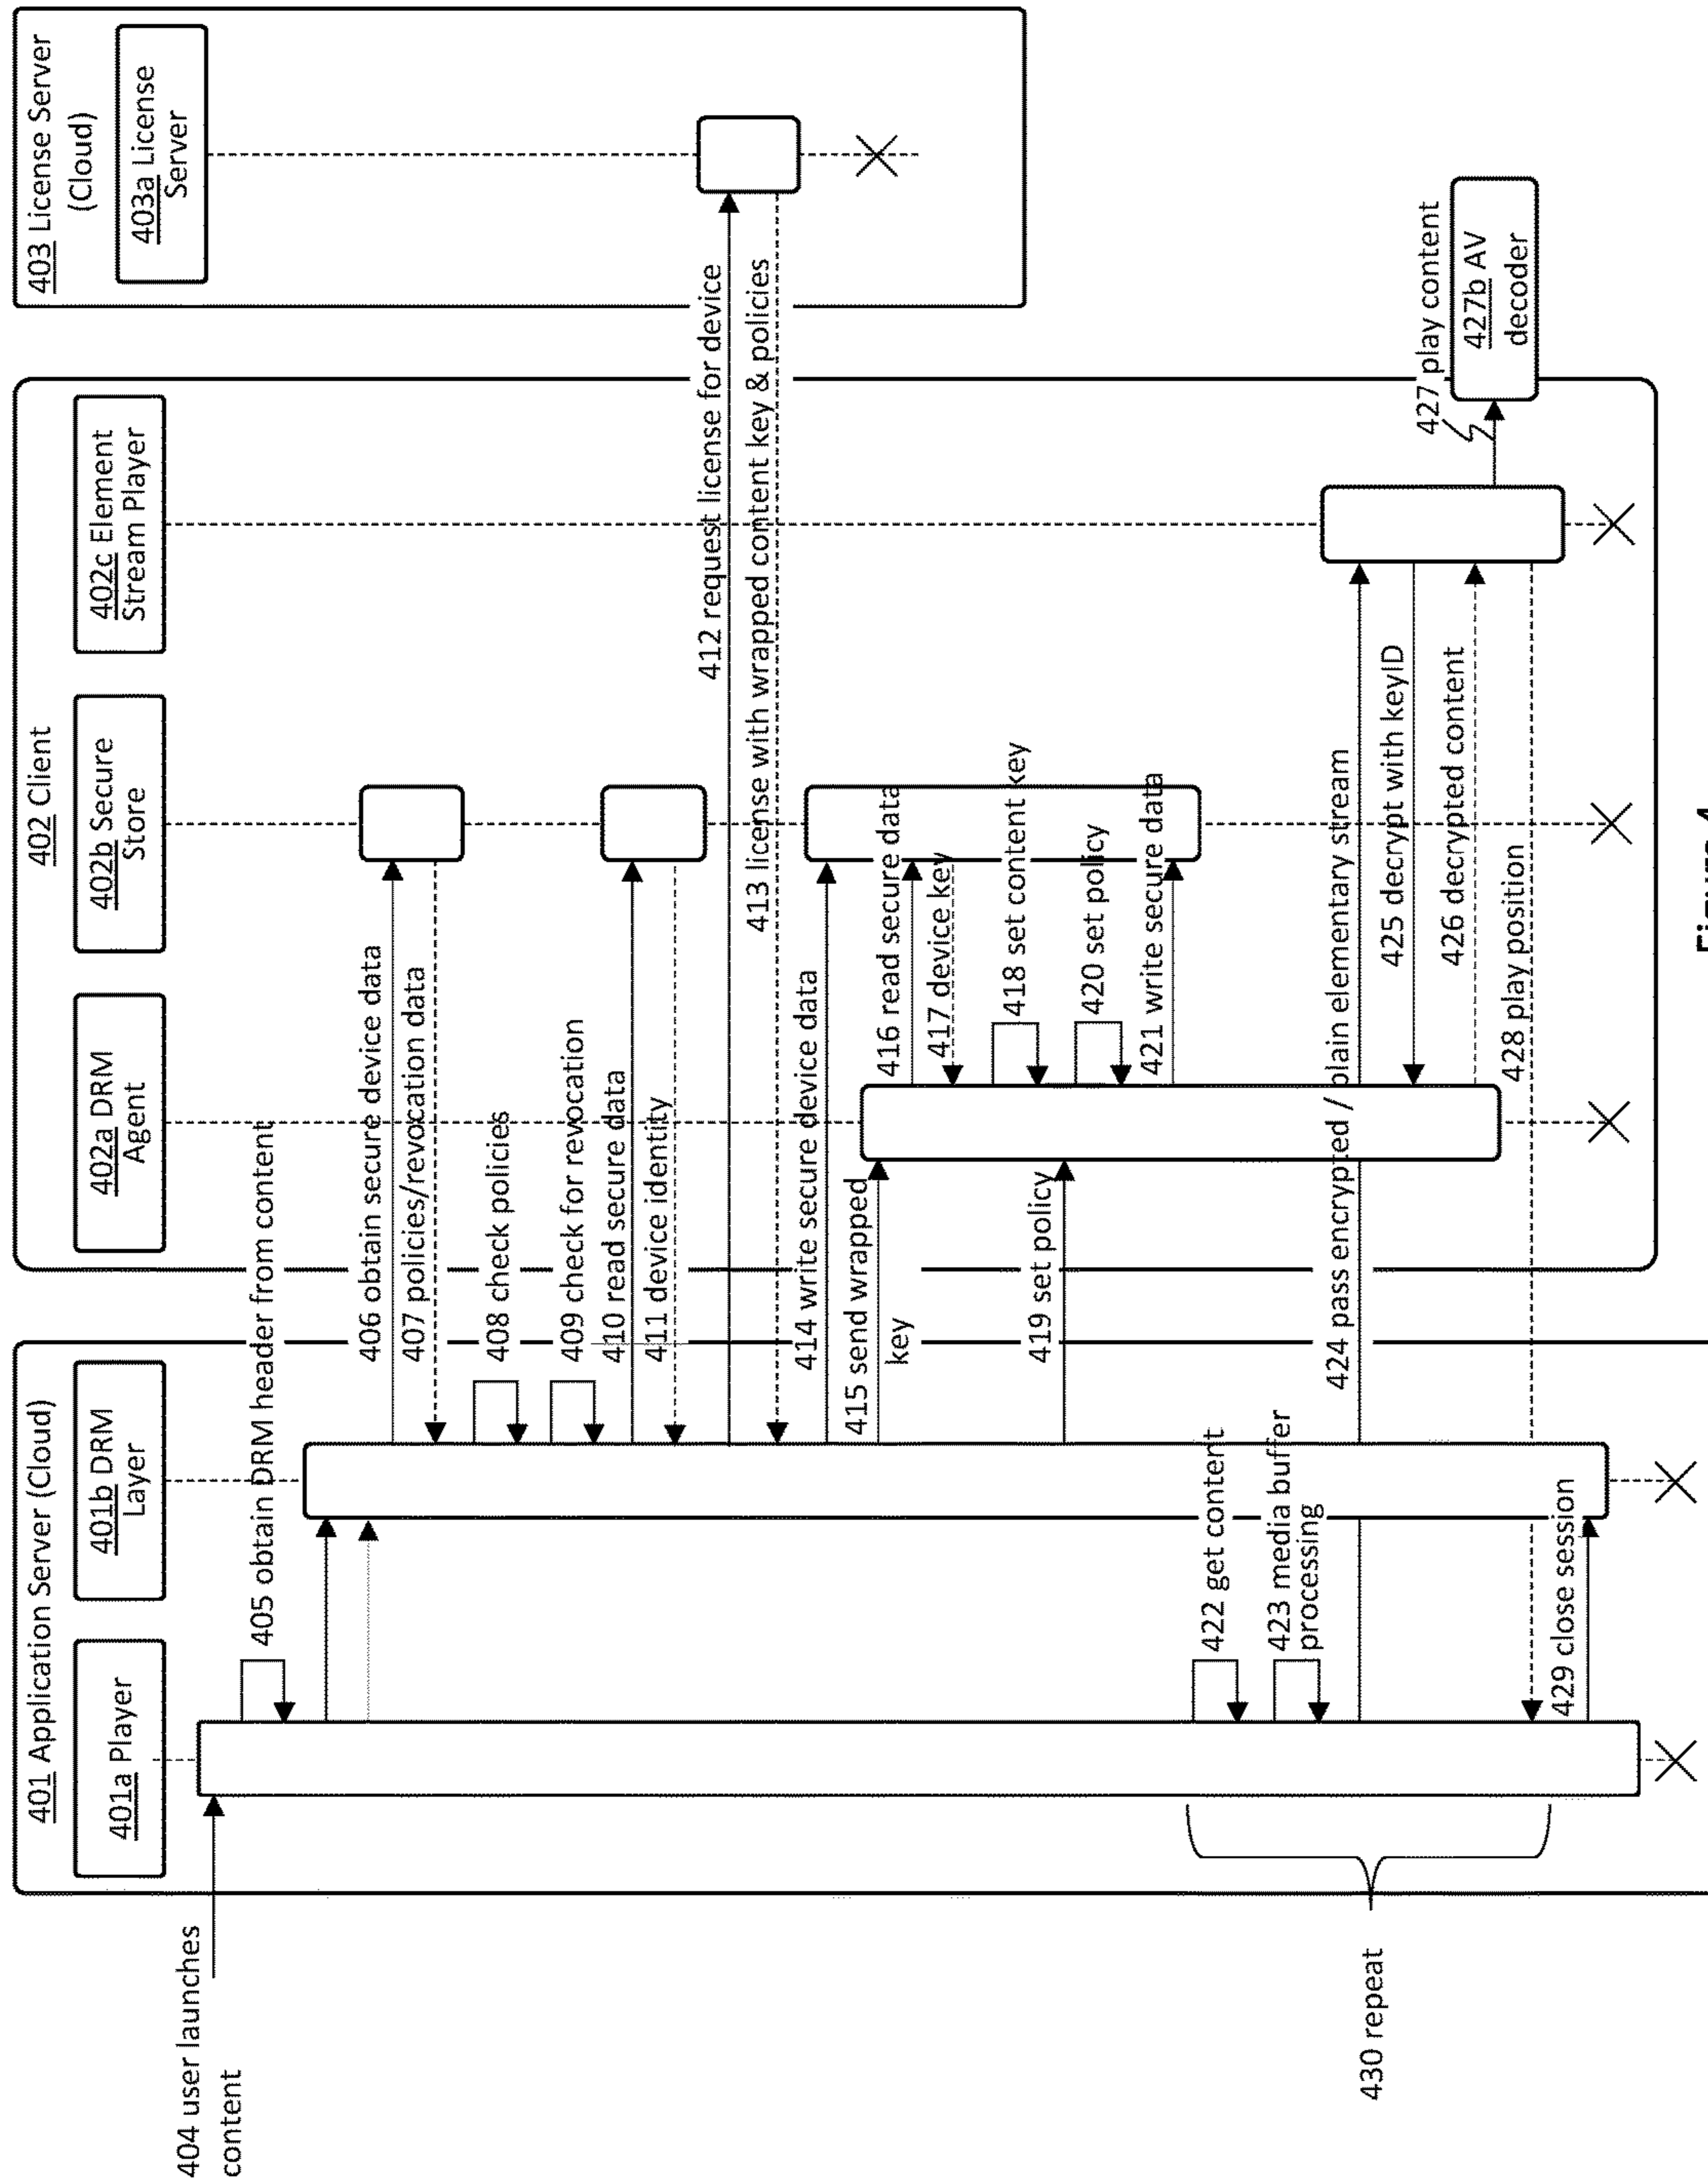 401 Application Server (Cloud)
401a Player
401b DRM
Layer
402 Client
402a DRM
Agent
402b Secure
Store
402c Element
Stream Player
403 License Server
(Cloud)
403a License
Server
404 user launches
content
405 obtain DRM header from content
406 obtain secure device data
407 policies/revocation data
408 check policies
409 check for revocation
410 read secure data
411 device identity
412 request license for device
413 license with wrapped content key & policies
414 write secure device data
415 send wrapped
key
416 read secure data
417 device key
418 set content key
419 set policy
420 set policy
421 write secure data
422 get content
423 media buffer
processing
424 pass encrypted / plain elementary stream
425 decrypt with keyID
426 decrypted content
427 play content
427b AV
decoder
428 play position
429 close session
430 repeat